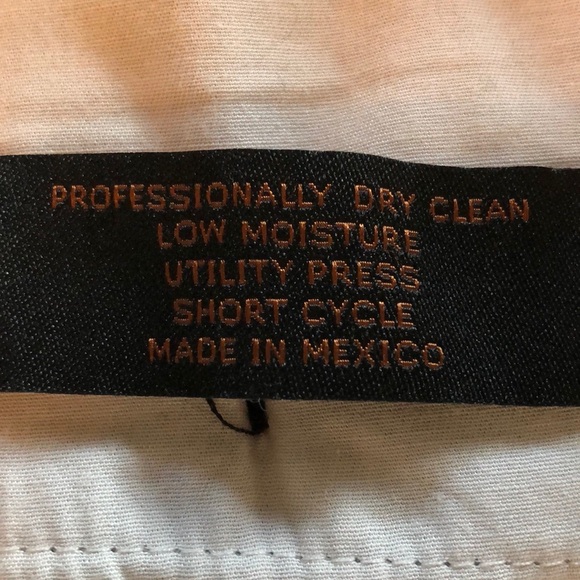 PROFESSIONALLY DRY CLEAN
LOW MOISTURE
UTILITY PRESS
SHORT CYCLE
MADE IN MEXICO